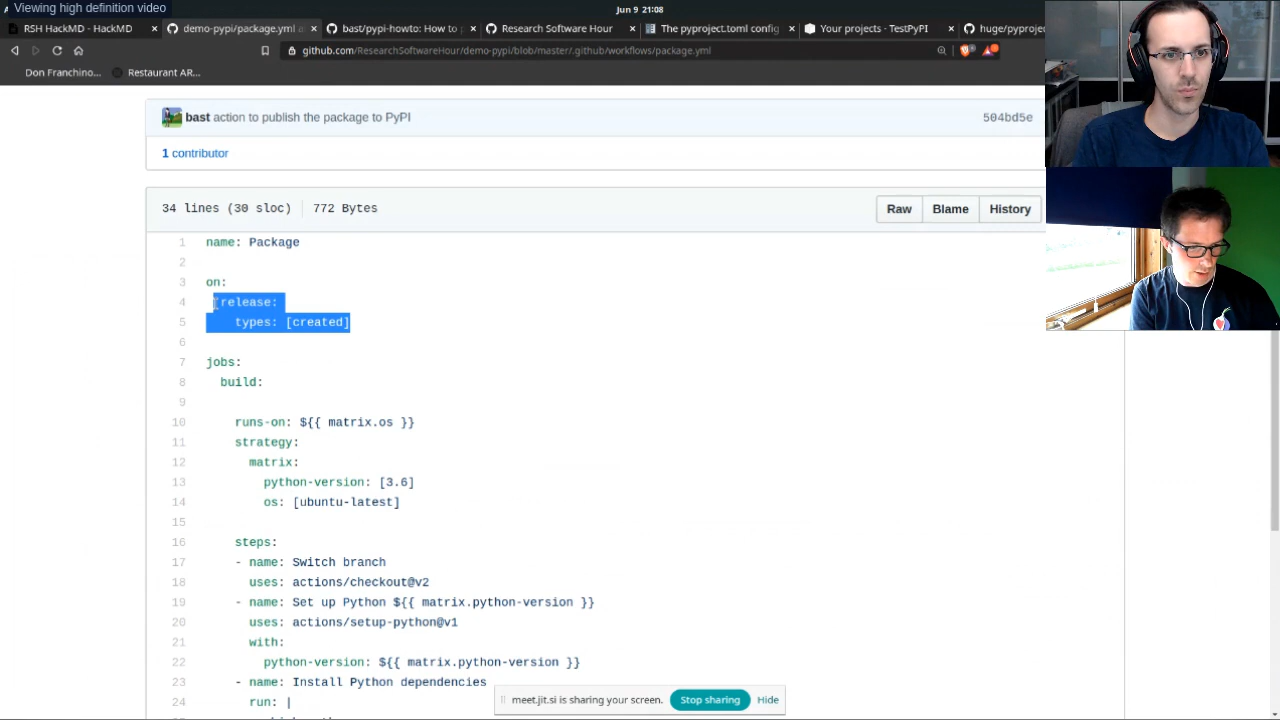 Viewing high definition video
Jun 9 21:08
RSH HackMD - HackMD
demo-pypi/package.yml a
bast/pypi-howto: How to p
Research Software Hour
The pyproject.toml config
Your projects - TestPyPI
huge/pyproj
github.com/ResearchSoftwareHour/demo-pypi/blob/master/.github/workflows/package.yml
Don Franchino...
Restaurant AR...
bast action to publish the package to PyPI
504bd5e
1 contributor
34 lines (30 sloc)
772 Bytes
Raw
Blame
History
1 name: Package
2
3 on:
4 release:
5 types: [created]
6
7 jobs:
8 build:
9
10 runs-on: ${{ matrix.os }}
11 strategy:
12 matrix:
13 python-version: [3.6]
14 os: [ubuntu-latest]
15
16 steps:
17 - name: Switch branch
18 uses: actions/checkout@v2
19 - name: Set up Python ${{ matrix.python-version }}
20 uses: actions/setup-python@v1
21 with:
22 python-version: ${{ matrix.python-version }}
23 - name: Install Python dependencies
24 run: |
meet.jit.si is sharing your screen.
Stop sharing
Hide